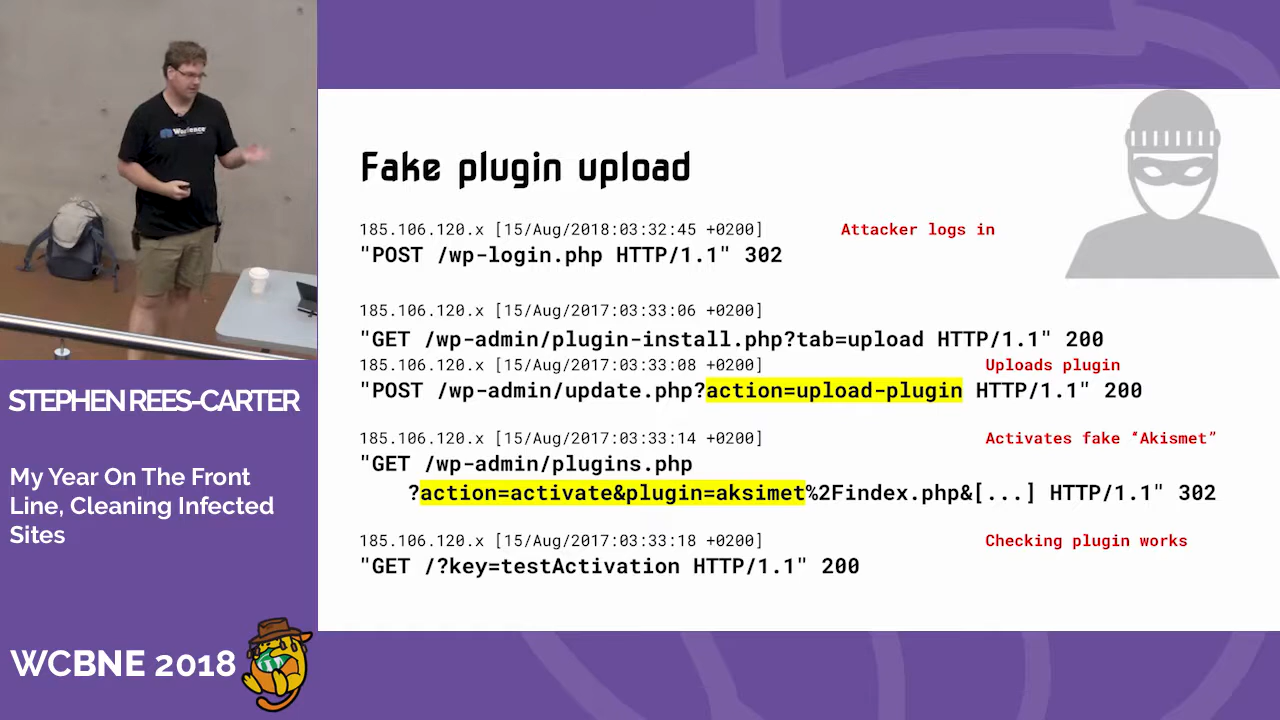 Wordfence
Fake plugin upload
185.106.120.x [15/Aug/2018:03:32:45 +0200] Attacker logs in
"POST /wp-login.php HTTP/1.1" 302
185.106.120.x [15/Aug/2017:03:33:06 +0200]
"GET /wp-admin/plugin-install.php?tab=upload HTTP/1.1" 200
185.106.120.x [15/Aug/2017:03:33:08 +0200] Uploads plugin
"POST /wp-admin/update.php?action=upload-plugin HTTP/1.1" 200
185.106.120.x [15/Aug/2017:03:33:14 +0200] Activates fake “Akismet”
"GET /wp-admin/plugins.php
?action=activate&plugin=aksimet%2Findex.php&[...] HTTP/1.1" 302
185.106.120.x [15/Aug/2017:03:33:18 +0200] Checking plugin works
"GET /?key=testActivation HTTP/1.1" 200
STEPHEN REES-CARTER
My Year On The Front
Line, Cleaning Infected
Sites
WCBNE 2018